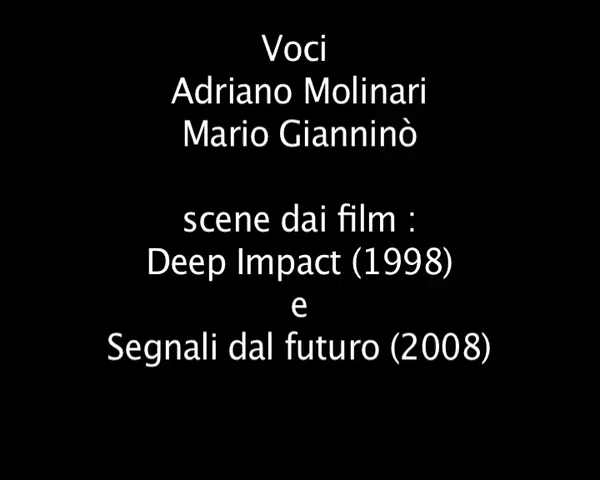 Voci
Adriano Molinari
Mario Gianninò
scene dai film :
Deep Impact (1998)
e
Segnali dal futuro (2008)